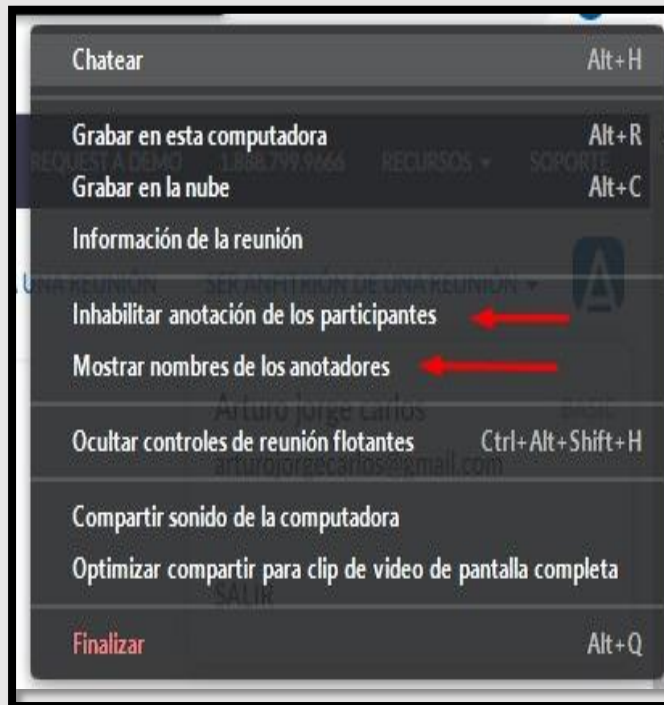 Chatear Alt+H
Grabar en esta computadora Alt+R
REQUEST A DEMO 1.888.799.9666 RECURSOS SOPORTE
Grabar en la nube Alt+C
Información de la reunión
UNA REUNIÓN SER ANFITRIÓN DE UNA REUNIÓN
Inhabilitar anotación de los participantes
Mostrar nombres de los anotadores
Arturo jorge carlos BASIC
Ocultar controles de reunión flotantes Ctrl+Alt+Shift+H
arturojorgecarlos@gmail.com
Compartir sonido de la computadora
Optimizar compartir para clip de video de pantalla completa
SALIR
Finalizar Alt+Q